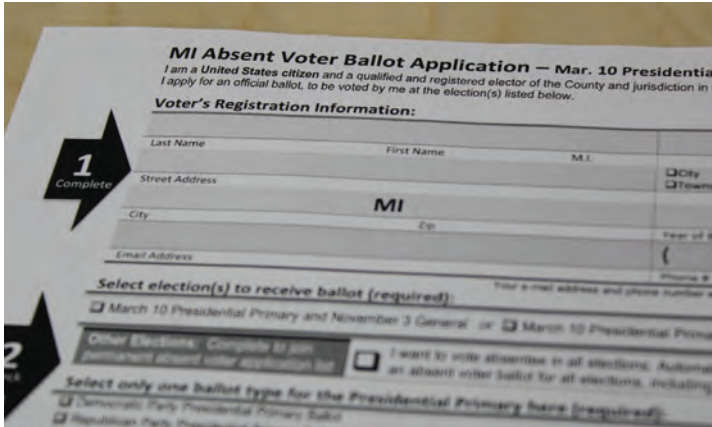 MI Absent Voter Ballot Application — Mar. 10 Presidentia
I am a United States citizen and a qualified and registered elector of the County and jurisdiction in
I apply for an official ballot, to be voted by me at the election(s) listed below.
Voter's Registration Information:
Last Name First Name M.I.
1
Complete
City
Street Address
Towns
MI
City Zip
Year of
(
Email Address
Phone #
Your e-mail address and phone number
Select election(s) to receive ballot (required):
March 10 Presidential Primary and November 3 General or March 10 Presidential Prima
2
Other Elections: Complete to join
permanent absent voter application list
I want to vote absentee in all elections. Automa
an absent voter ballot for all elections, including
Select only one ballot type for the Presidential Primary here (required):
Democratic Party Presidential Primary Ballot
Republican Party Presidential Primary Ballot